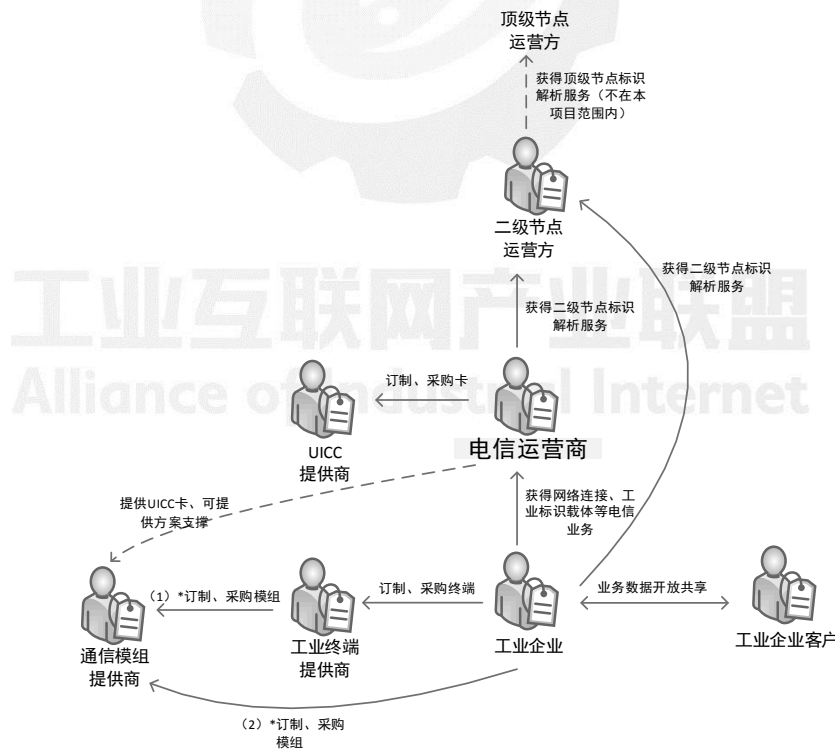 顶级节点
运营方
获得顶级节点标识
解析服务（不在本
项目范围内）
二级节点
运营方
获得二级节点标识
解析服务
获得二级节点标识
解析服务
工业互联网产业联盟
Alliance of Industrial Internet
订制、采购卡
UICC
提供商
电信运营商
提供UICC卡、可提
供方案支撑
获得网络连接、工
业标识载体等电信
业务
（1）*订制、采购模组
订制、采购终端
业务数据开放共享
通信模组
提供商
工业终端
提供商
工业企业
工业企业客户
（2）*订制、采购
模组